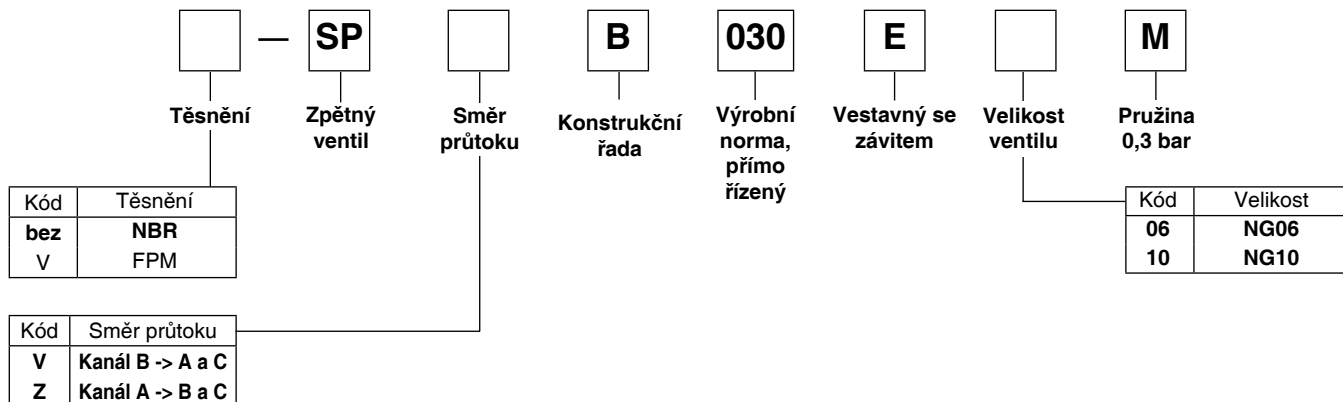 — SP B 030 E M
Těsnění
Zpětný
ventil
Směr
průtoku
Konstrukční
řada
Výrobní
norma,
přímo
řízený
Vestavný se
závitem
Velikost
ventilu
Pružina
0,3 bar
Kód Těsnění
bez NBR
V FPM
Kód Velikost
06 NG06
10 NG10
Kód Směr průtoku
V Kanál B -> A a C
Z Kanál A -> B a C